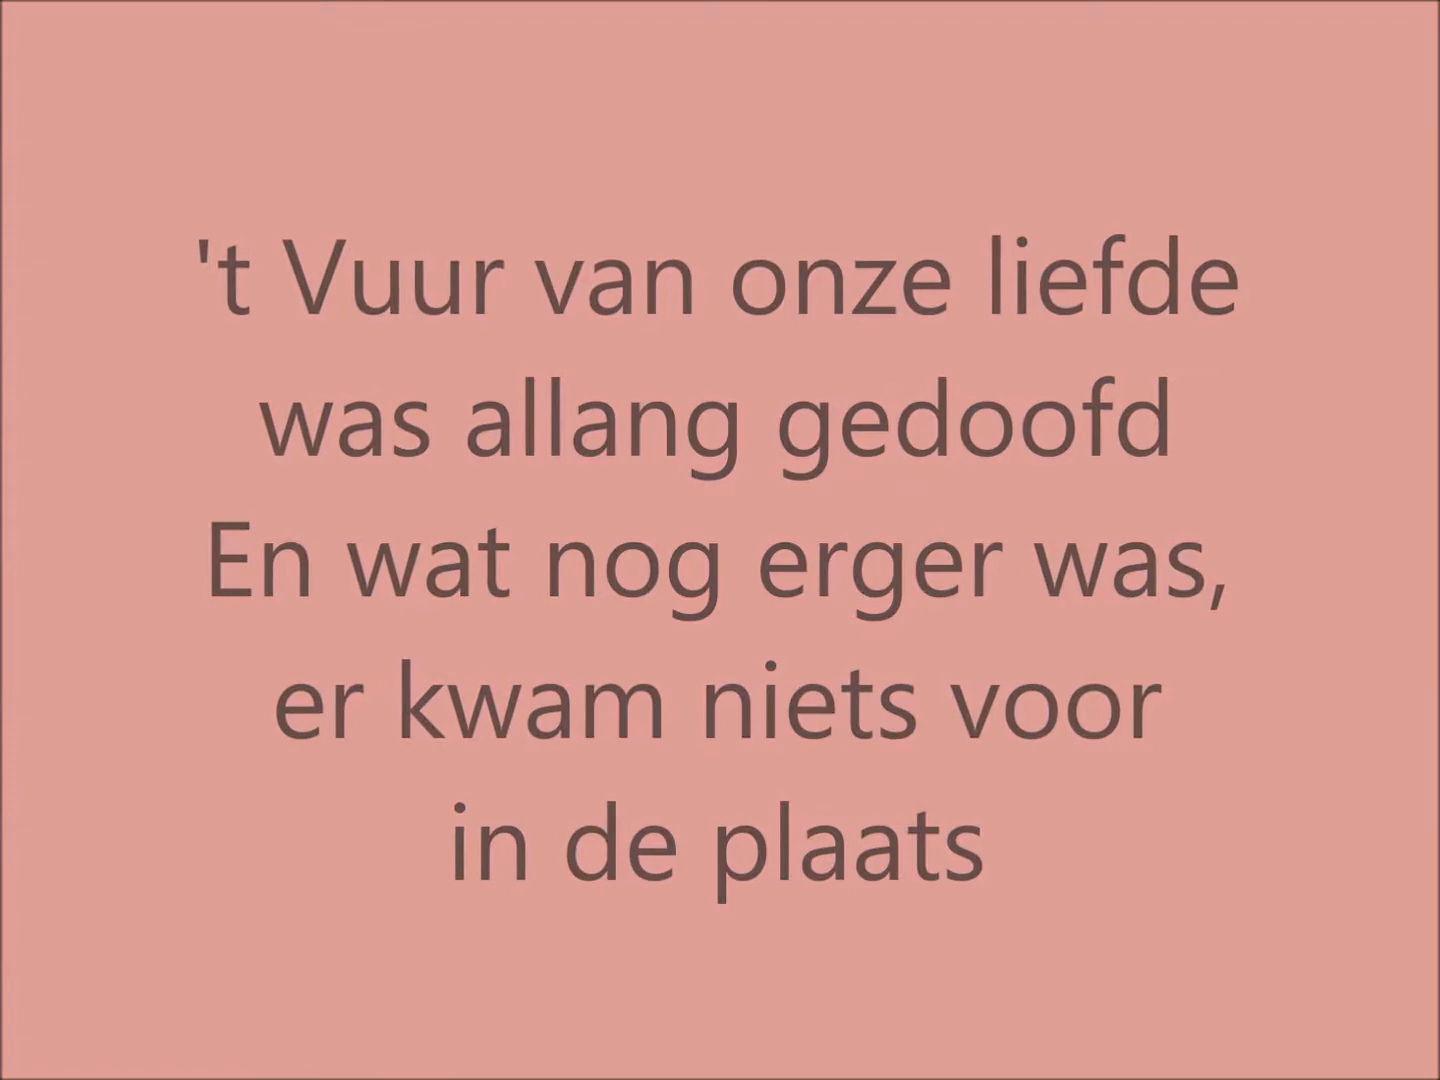 't Vuur van onze liefde
was allang gedoofd
En wat nog erger was,
er kwam niets voor
in de plaats